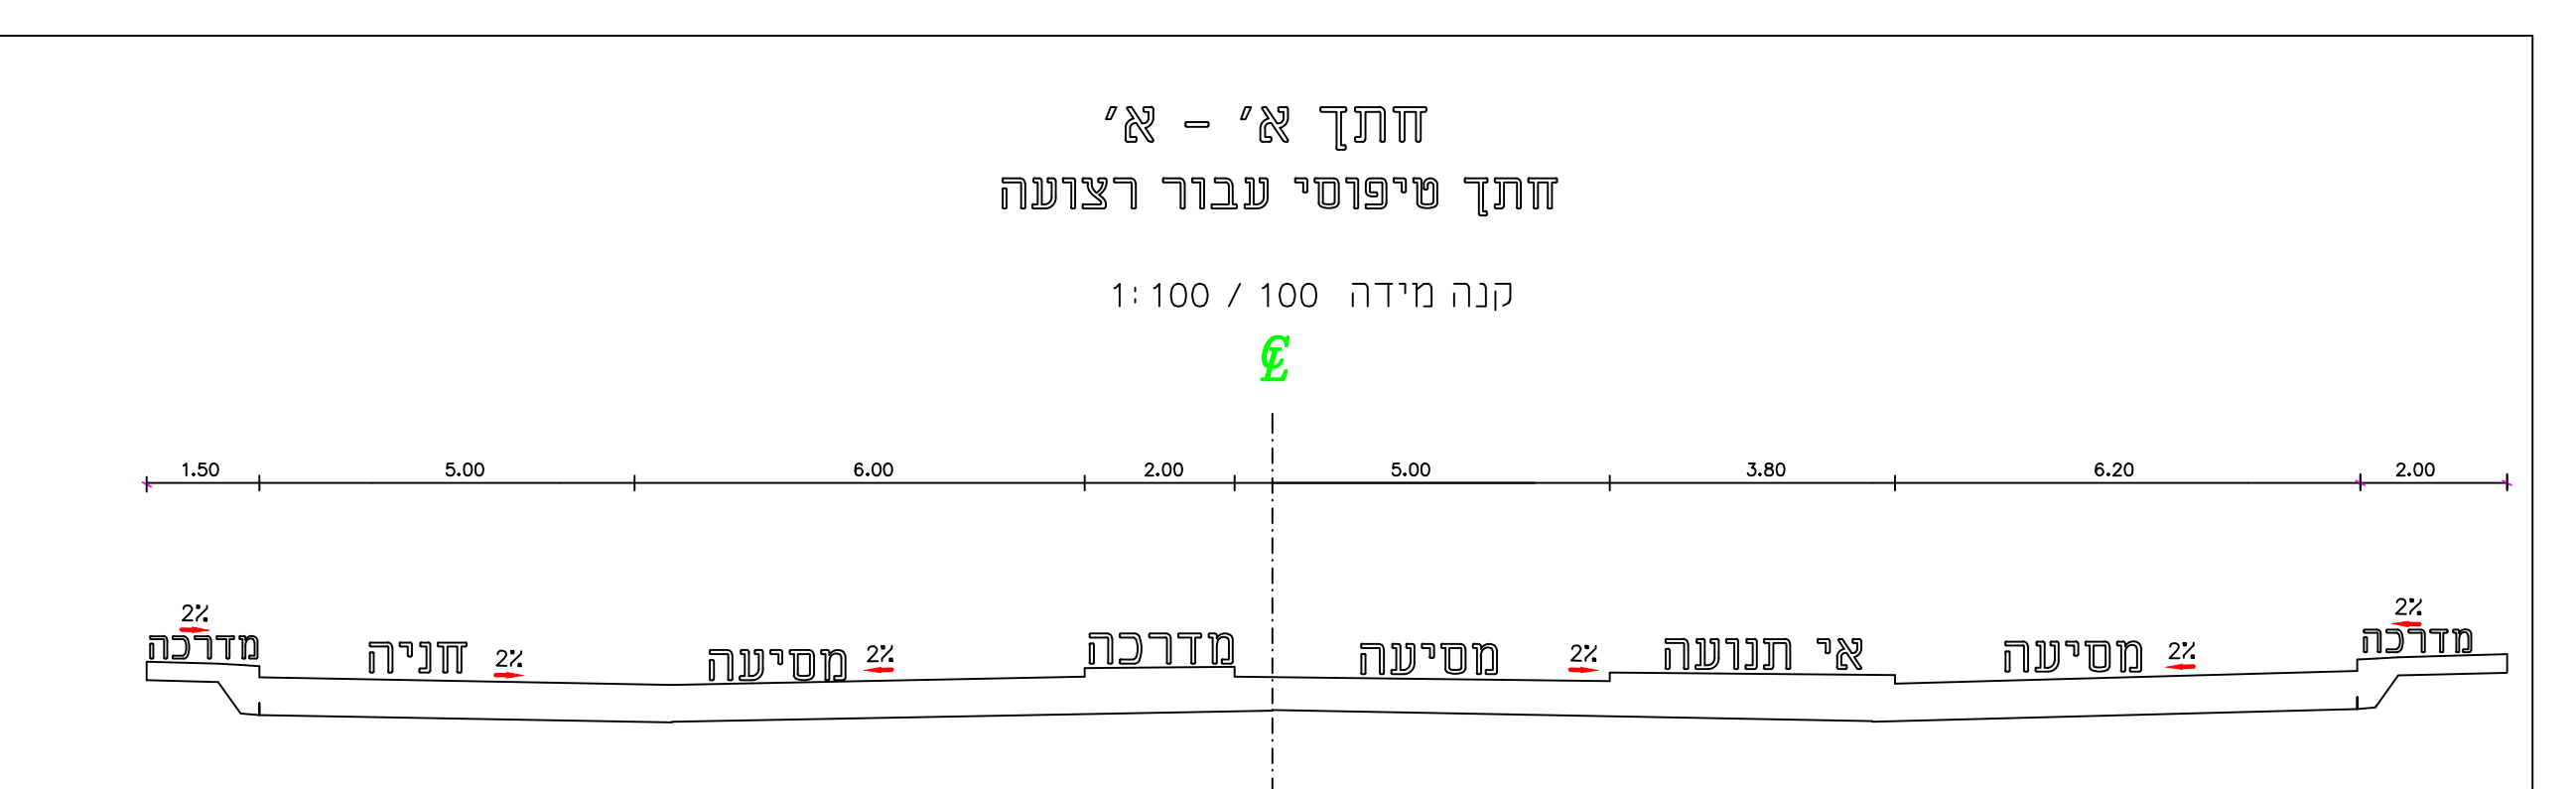 חתך א' - א'
חתך טיפוסי עבור רצועה
קנה מידה 1:100 / 100
℄
1.50 5.00 6.00 2.00 5.00 3.80 6.20 2.00
2% מדרכה
חניה 2%
מסיעה 2%
מדרכה
מסיעה 2%
אי תנועה
מסיעה 2%
2% מדרכה